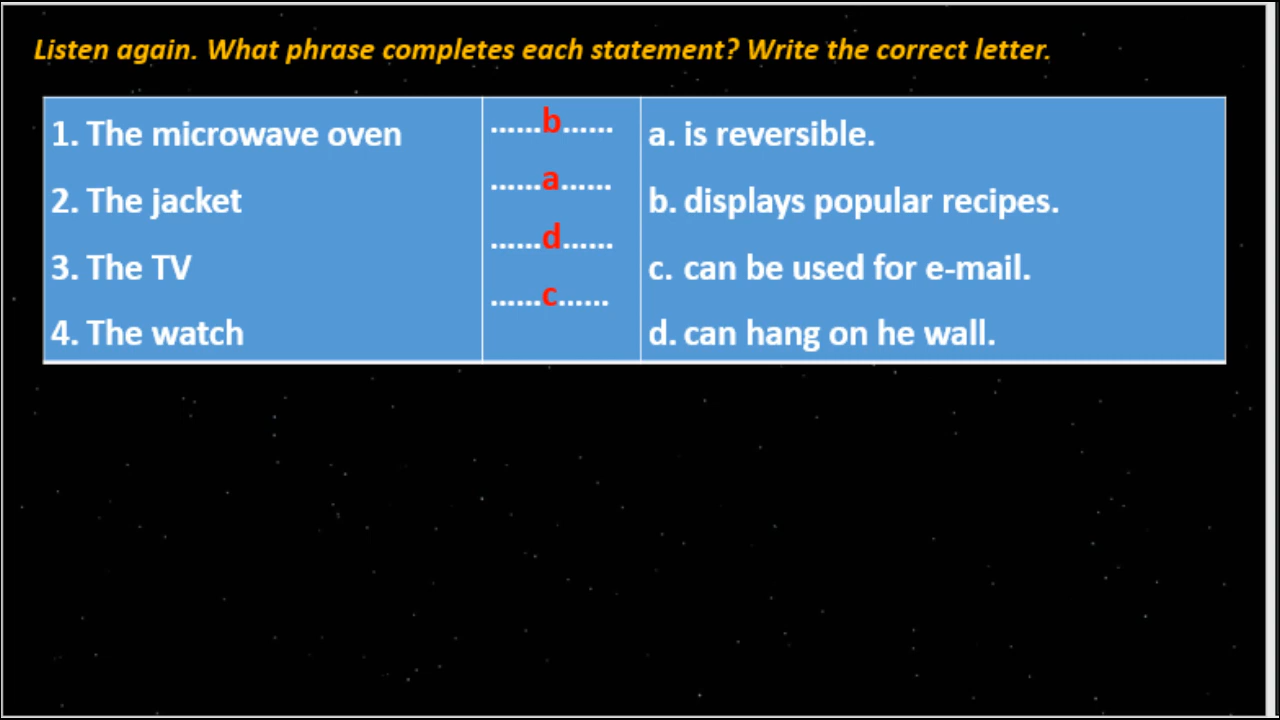 Listen again. What phrase completes each statement? Write the correct letter.
1. The microwave oven ......b...... a. is reversible.
2. The jacket ......a...... b. displays popular recipes.
3. The TV ......d...... c. can be used for e-mail.
4. The watch ......c...... d. can hang on he wall.